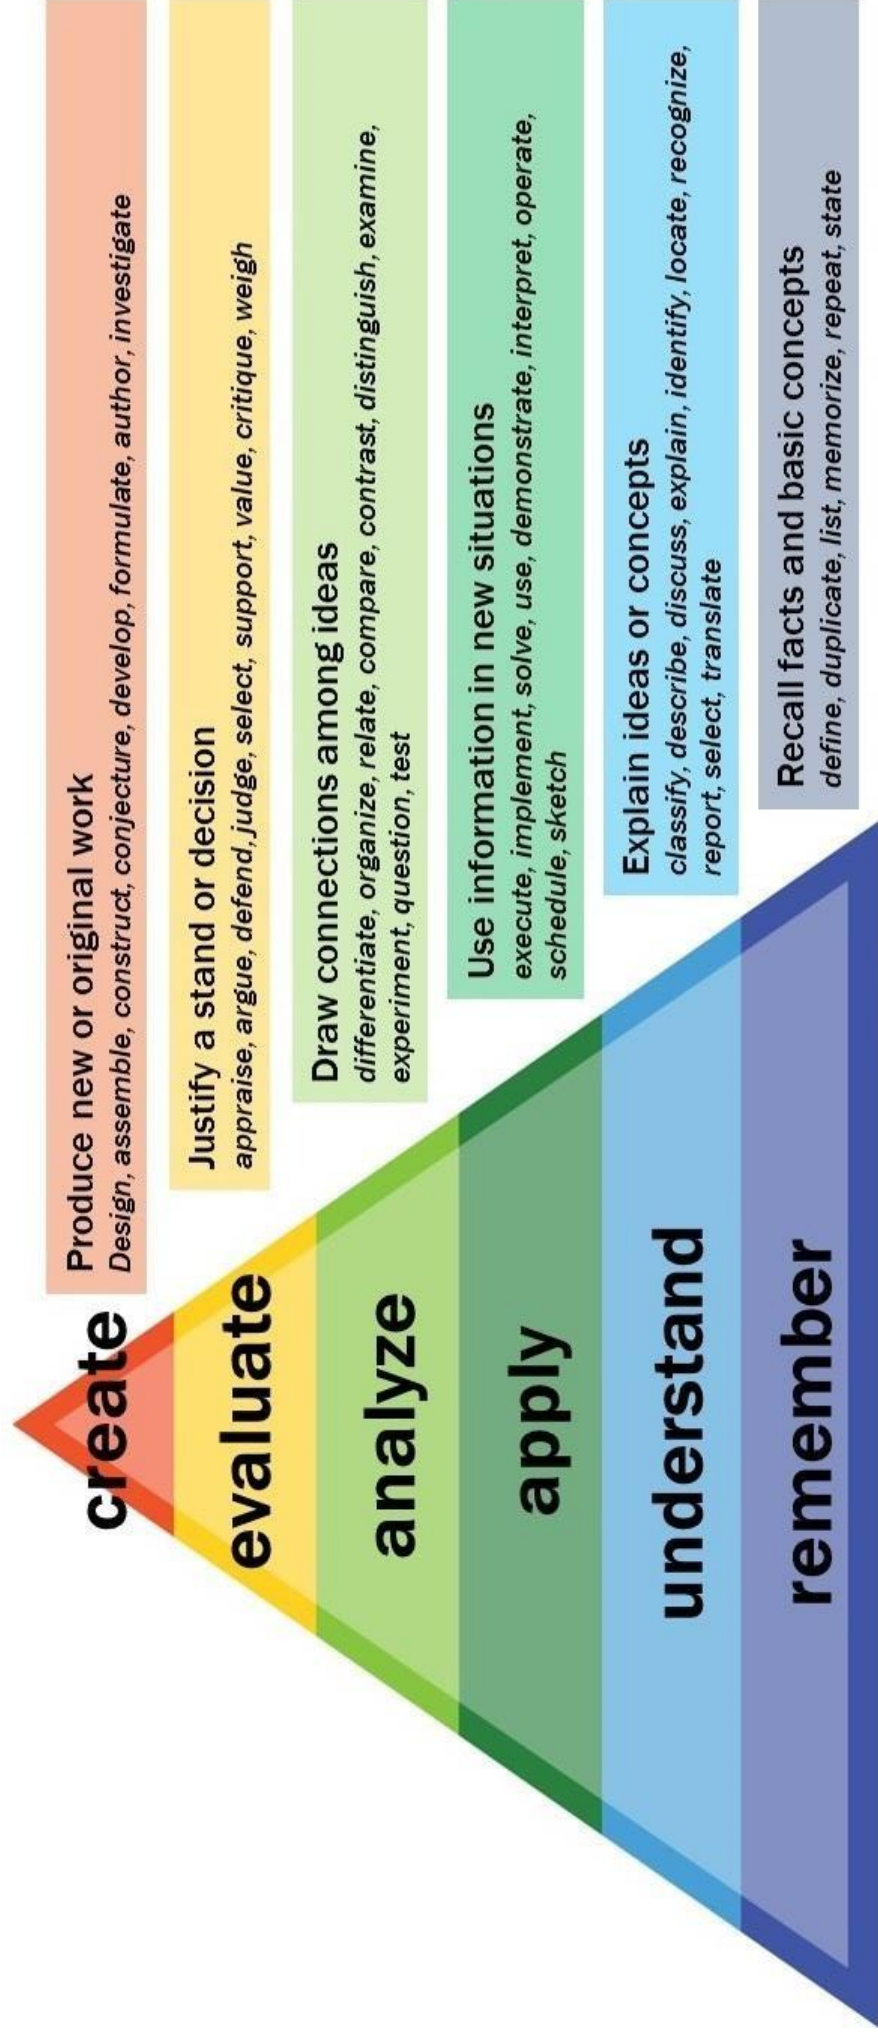 create
Produce new or original work
Design, assemble, construct, conjecture, develop, formulate, author, investigate
evaluate
Justify a stand or decision
appraise, argue, defend, judge, select, support, value, critique, weigh
analyze
Draw connections among ideas
differentiate, organize, relate, compare, contrast, distinguish, examine,
experiment, question, test
apply
Use information in new situations
execute, implement, solve, use, demonstrate, interpret, operate,
schedule, sketch
understand
Explain ideas or concepts
classify, describe, discuss, explain, identify, locate, recognize,
report, select, translate
remember
Recall facts and basic concepts
define, duplicate, list, memorize, repeat, state